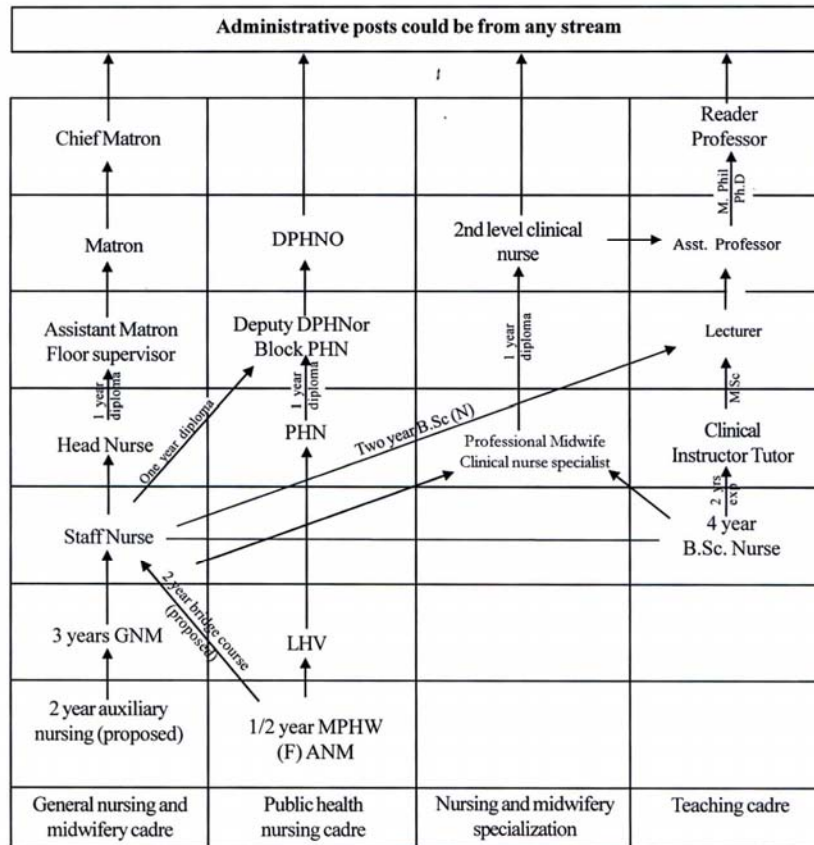 Administrative posts could be from any stream
t
Chief Matron
Reader
Professor
M. Phil
Ph.D
Matron
DPHNO
2nd level clinical
nurse
Asst. Professor
Assistant Matron
Floor supervisor
Deputy DPHNor
Block PHN
1 year
diploma
Lecturer
1 year
diploma
One year diploma
1 year
diploma
Two year B.Sc (N)
MSc
Head Nurse
PHN
Professional Midwife
Clinical nurse specialist
Clinical
Instructor Tutor
2 yrs
exp
Staff Nurse
4 year
B.Sc. Nurse
2 year bridge course
(proposed)
3 years GNM
LHV
2 year auxiliary
nursing (proposed)
1/2 year MPHW
(F) ANM
General nursing and
midwifery cadre
Public health
nursing cadre
Nursing and midwifery
specialization
Teaching cadre